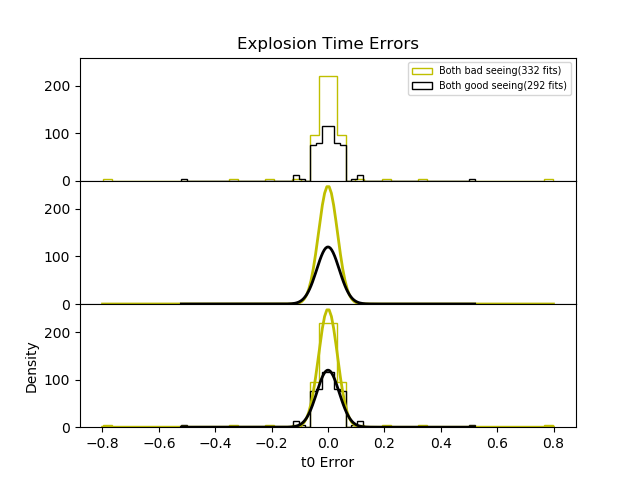 Explosion Time Errors
Both bad seeing(332 fits)
Both good seeing(292 fits)
200
100
0
200
100
0
200
100
0
Density
−0.8 −0.6 −0.4 −0.2 0.0 0.2 0.4 0.6 0.8
t0 Error